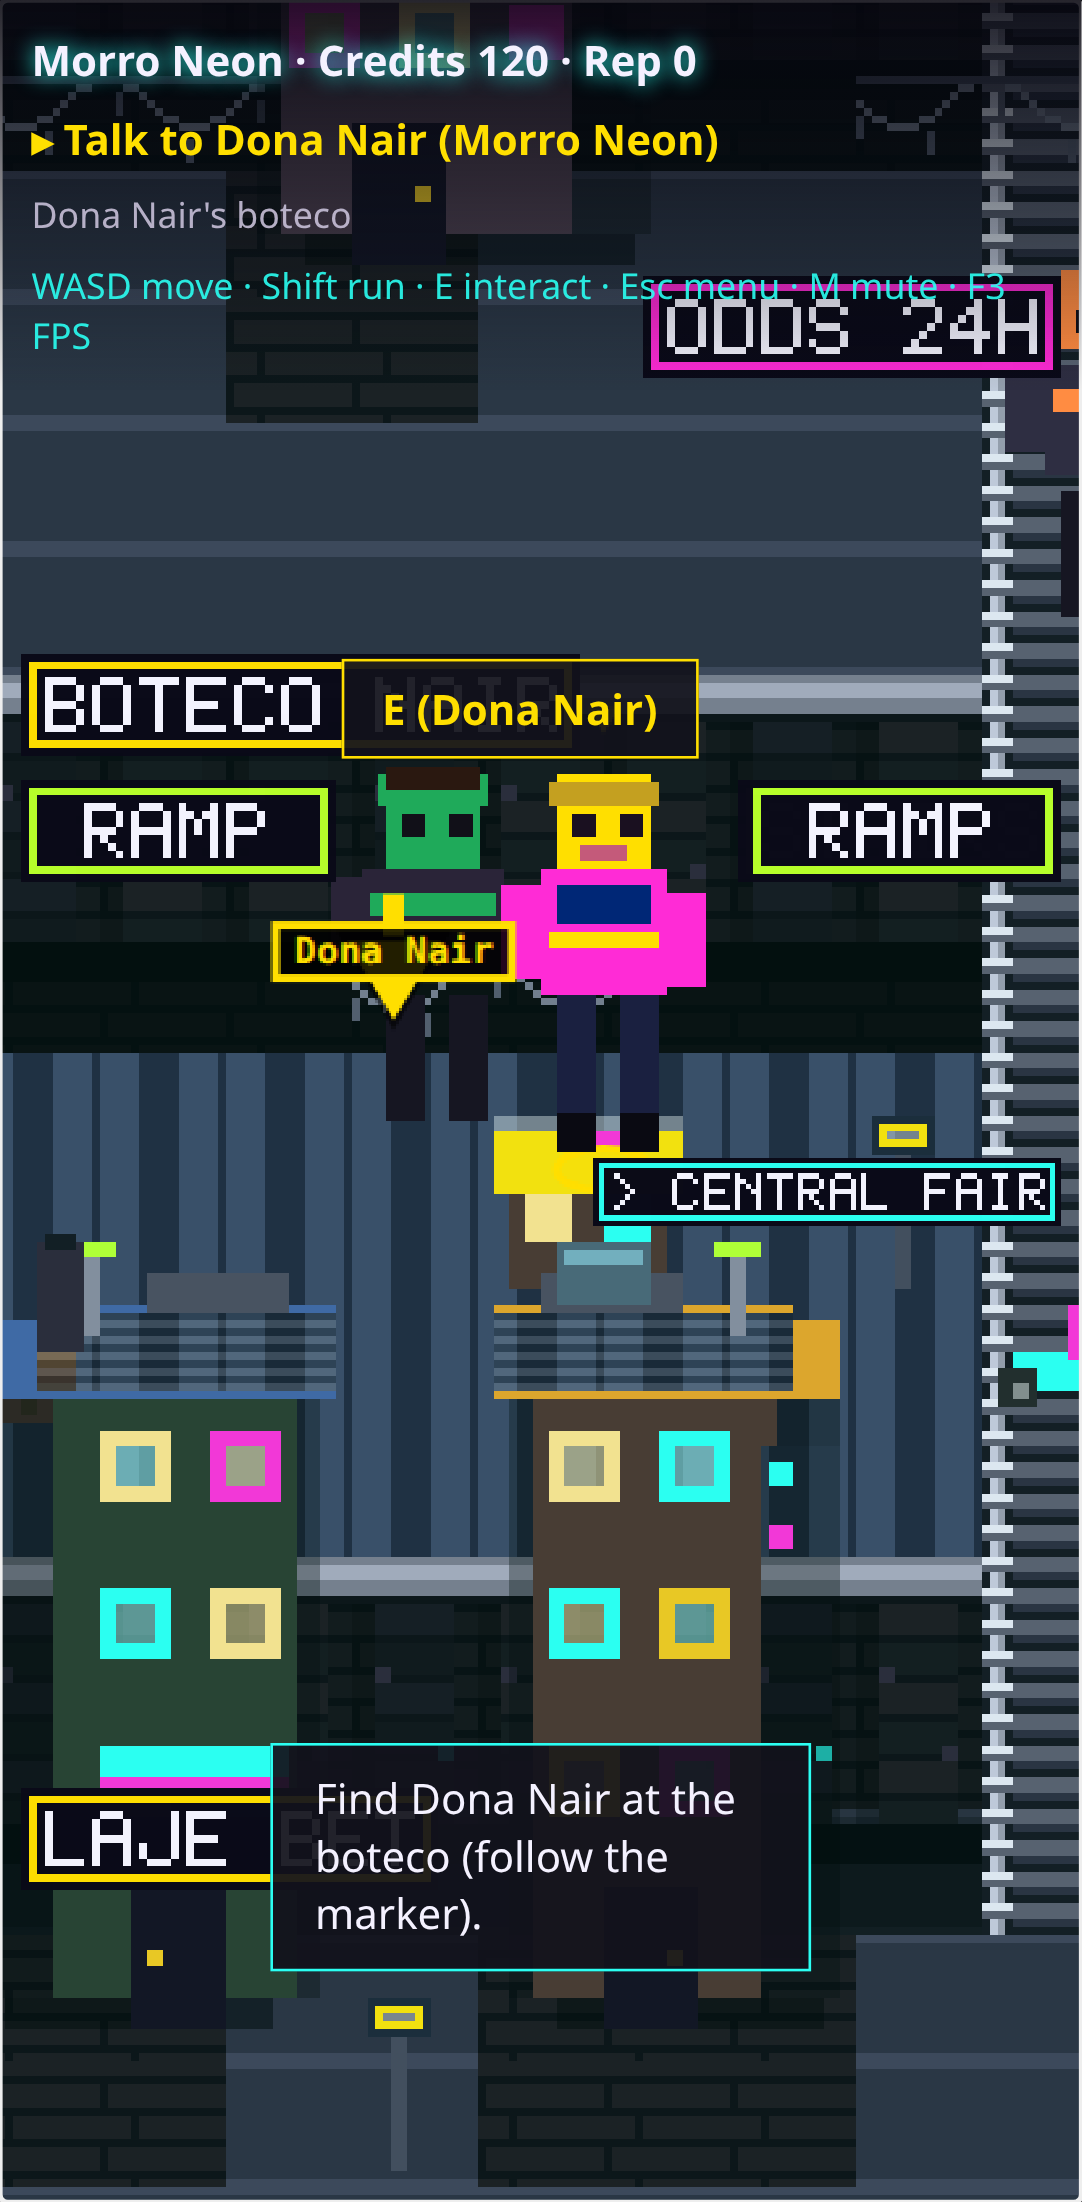 Morro Neon · Credits 120 · Rep 0
▸ Talk to Dona Nair (Morro Neon)
Dona Nair's boteco
WASD move · Shift run · E interact · Esc menu · M mute · F3
FPS
ODDS 24H
BOTECO NAIR
E (Dona Nair)
RAMP
RAMP
Dona Nair
> CENTRAL FAIR
LAJE BET
Find Dona Nair at the
boteco (follow the
marker).